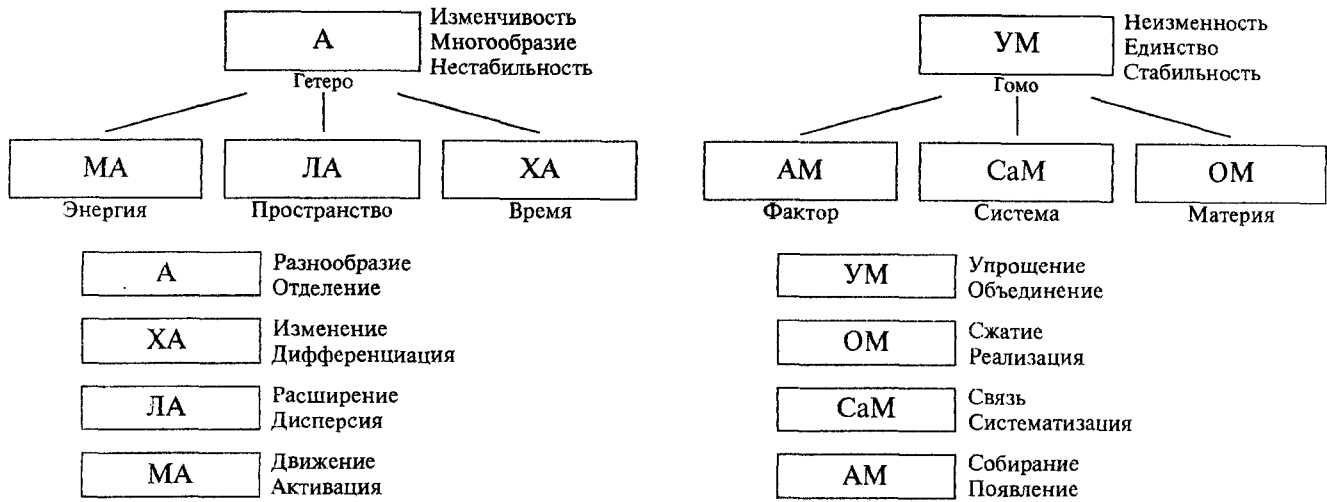 А
Изменчивость
Многообразие
Нестабильность
Гетеро
МА
ЛА
ХА
Энергия
Пространство
Время
А
Разнообразие
Отделение
ХА
Изменение
Дифференциация
ЛА
Расширение
Дисперсия
МА
Движение
Активация
УМ
Неизменность
Единство
Стабильность
Гомо
АМ
СаМ
ОМ
Фактор
Система
Материя
УМ
Упрощение
Объединение
ОМ
Сжатие
Реализация
СаМ
Связь
Систематизация
АМ
Собирание
Появление